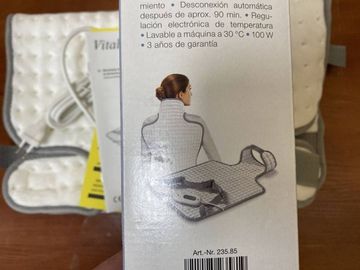 Vital
miento • Desconexión automática
después de aprox. 90 min. • Regu-
lación electrónica de temperatura
• Lavable a máquina a 30 °C • 100 W
• 3 años de garantía
Art.-Nr. 235.85